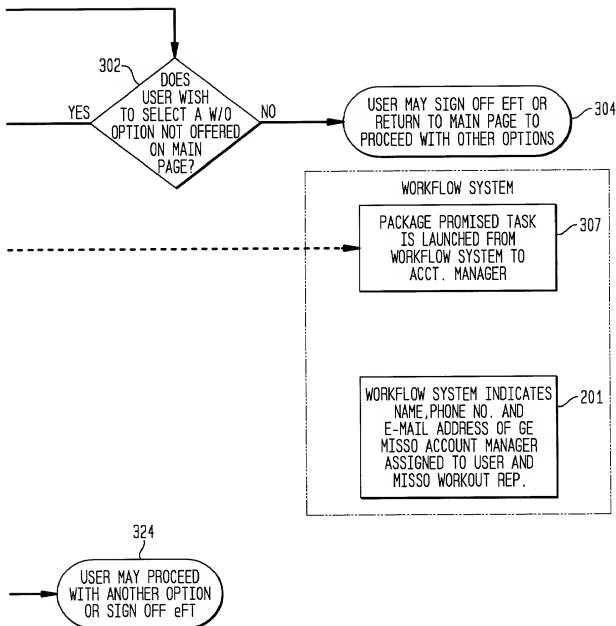 302
DOES
USER WISH
TO SELECT A W/O
OPTION NOT OFFERED
ON MAIN
PAGE?
YES
NO
USER MAY SIGN OFF EFT OR
RETURN TO MAIN PAGE TO
PROCEED WITH OTHER OPTIONS
304
WORKFLOW SYSTEM
PACKAGE PROMISED TASK
IS LAUNCHED FROM
WORKFLOW SYSTEM TO
ACCT. MANAGER
307
WORKFLOW SYSTEM INDICATES
NAME,PHONE NO. AND
E-MAIL ADDRESS OF GE
MISSO ACCOUNT MANAGER
ASSIGNED TO USER AND
MISSO WORKOUT REP.
201
324
USER MAY PROCEED
WITH ANOTHER OPTION
OR SIGN OFF eFT